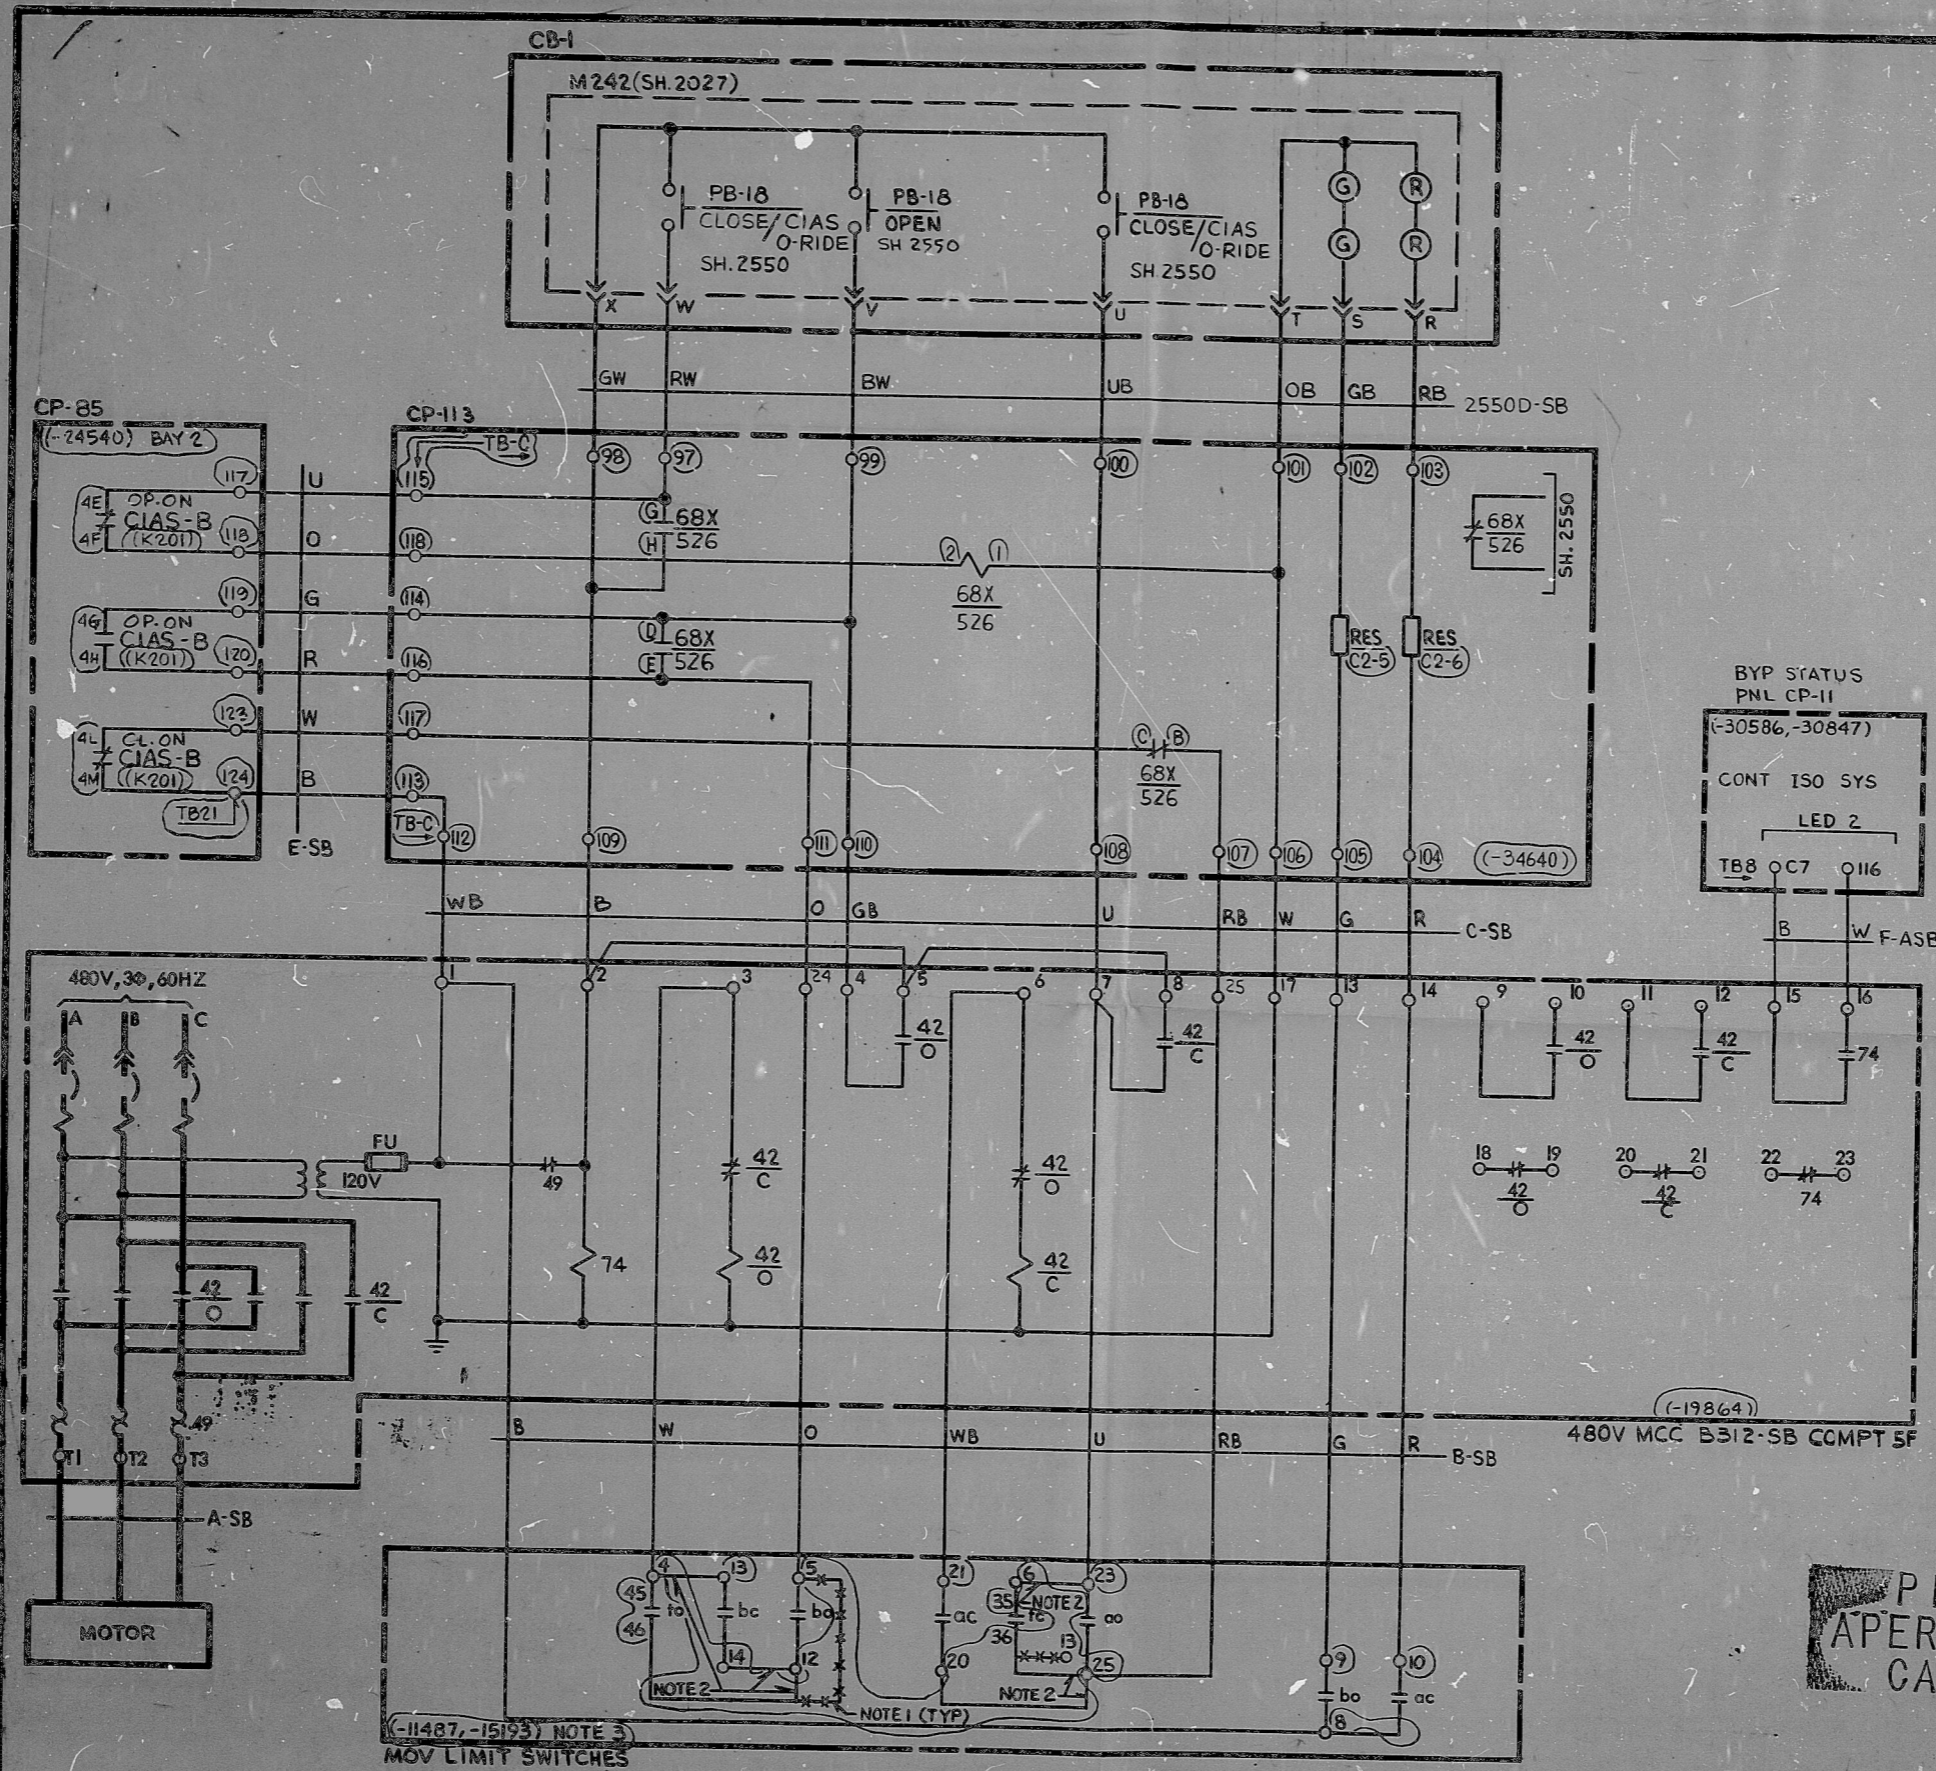 CB-1
M242(SH.2027)
PB-18
CLOSE/CIAS
O-RIDE
SH.2550
PB-18
OPEN
SH 2550
PB-18
CLOSE/CIAS
O-RIDE
SH.2550
G
G
R
R
X W V U T S R
GW RW BW UB OB GB RB 2550D-SB
CP-85
(-24540) BAY 2
117
4E OP.ON
CIAS-B
4F (K201) 118
119
4G OP.ON
CIAS-B
4H (K201) 120
123
4L CL.ON
CIAS-B
4M (K201) 124
TB21
U
O
G
R
W
B
E-SB
CP-113
TB-C
115
118
114
116
117
113
TB-C
98 97 99 100 101 102 103
G 68X
H 526
D 68X
E 526
2 1
68X
526
C B
68X
526
68X
526
SH. 2550
RES
C2-5
RES
C2-6
112 109 111 110 108 107 106 105 104 (-34640)
BYP STATUS
PNL CP-11
(-30586,-30847)
CONT ISO SYS
LED 2
TB8 C7 116
B W F-ASB
WB B O GB U RB W G R C-SB
480V,3Φ,60HZ
A B C
1 2 3 24 4 5 6 7 8 25 17 13 14 9 10 11 12 15 16
42
O
42
C
42
O
42
C
74
FU
120V
49
42
C
42
O
18 19
42
O
20 21
42
C
22 23
74
74
42
O
42
C
42
O
42
C
49
T1 T2 T3
(-19864)
480V MCC B312-SB COMPT 5F
B W O WB U RB G R B-SB
A-SB
MOTOR
4 13 5 21 6 23
45 to bc bo ac 35 NOTE 2 fc ao
46 36 13
14 12 20 25
NOTE 2 NOTE 2
NOTE 1 (TYP)
9 10
bo ac
8
(-11487,-15193) NOTE 3
MOV LIMIT SWITCHES